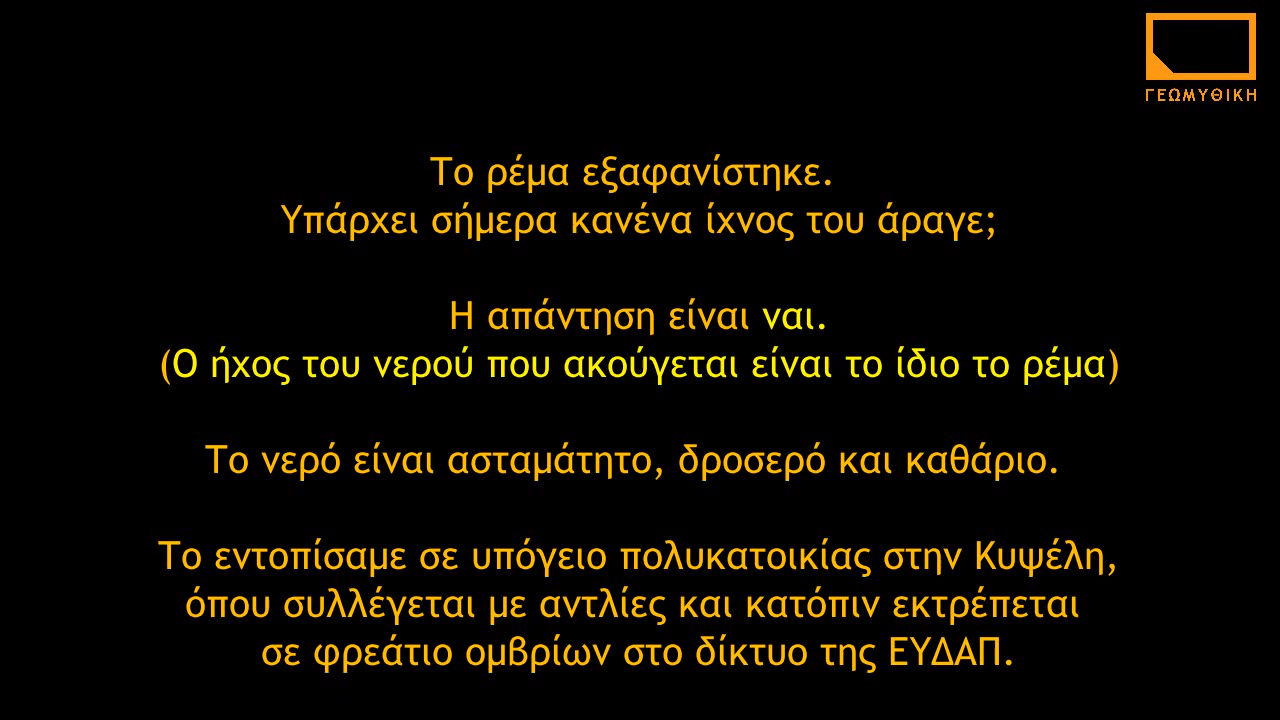 ΓΕΩΜΥΘΙΚΗ
Το ρέμα εξαφανίστηκε.
Υπάρχει σήμερα κανένα ίχνος του άραγε;
Η απάντηση είναι ναι.
(Ο ήχος του νερού που ακούγεται είναι το ίδιο το ρέμα)
Το νερό είναι ασταμάτητο, δροσερό και καθάριο.
Το εντοπίσαμε σε υπόγειο πολυκατοικίας στην Κυψέλη,
όπου συλλέγεται με αντλίες και κατόπιν εκτρέπεται
σε φρεάτιο ομβρίων στο δίκτυο της ΕΥΔΑΠ.